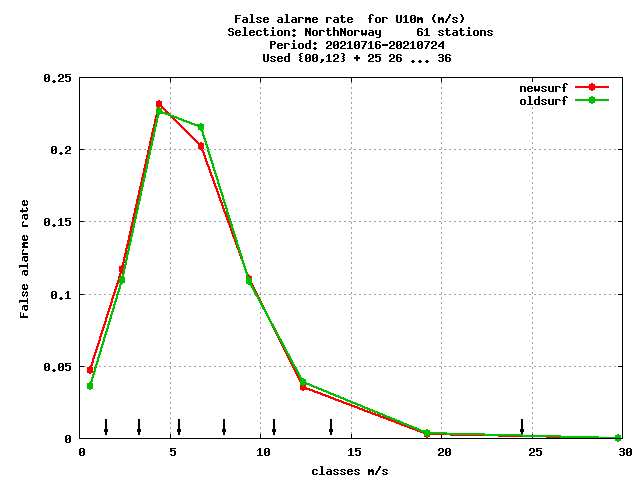 False alarme rate  for U10m (m/s)
Selection: NorthNorway     61 stations
Period: 20210716-20210724
Used {00,12} + 25 26 ... 36
newsurf
oldsurf
0.25
0.2
0.15
0.1
0.05
0
False alarme rate
0 5 10 15 20 25 30
classes m/s